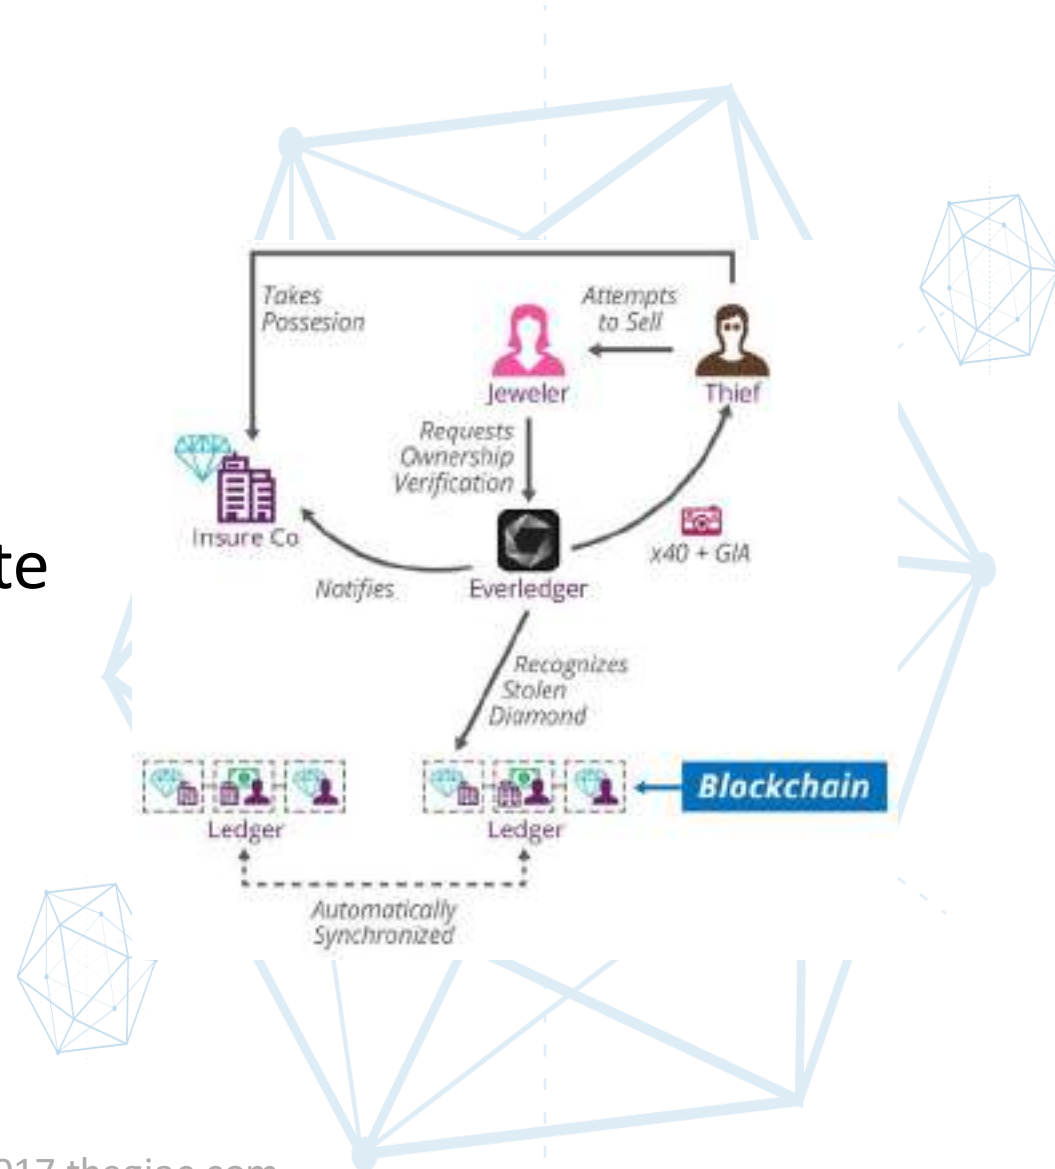 Takes
Possesion
Attempts
to Sell
Jeweler
Thief
Requests
Ownership
Verification
Insure Co
x40 + GIA
te
Notifies
Everledger
Recognizes
Stolen
Diamond
Blockchain
Ledger
Ledger
Automatically
Synchronized